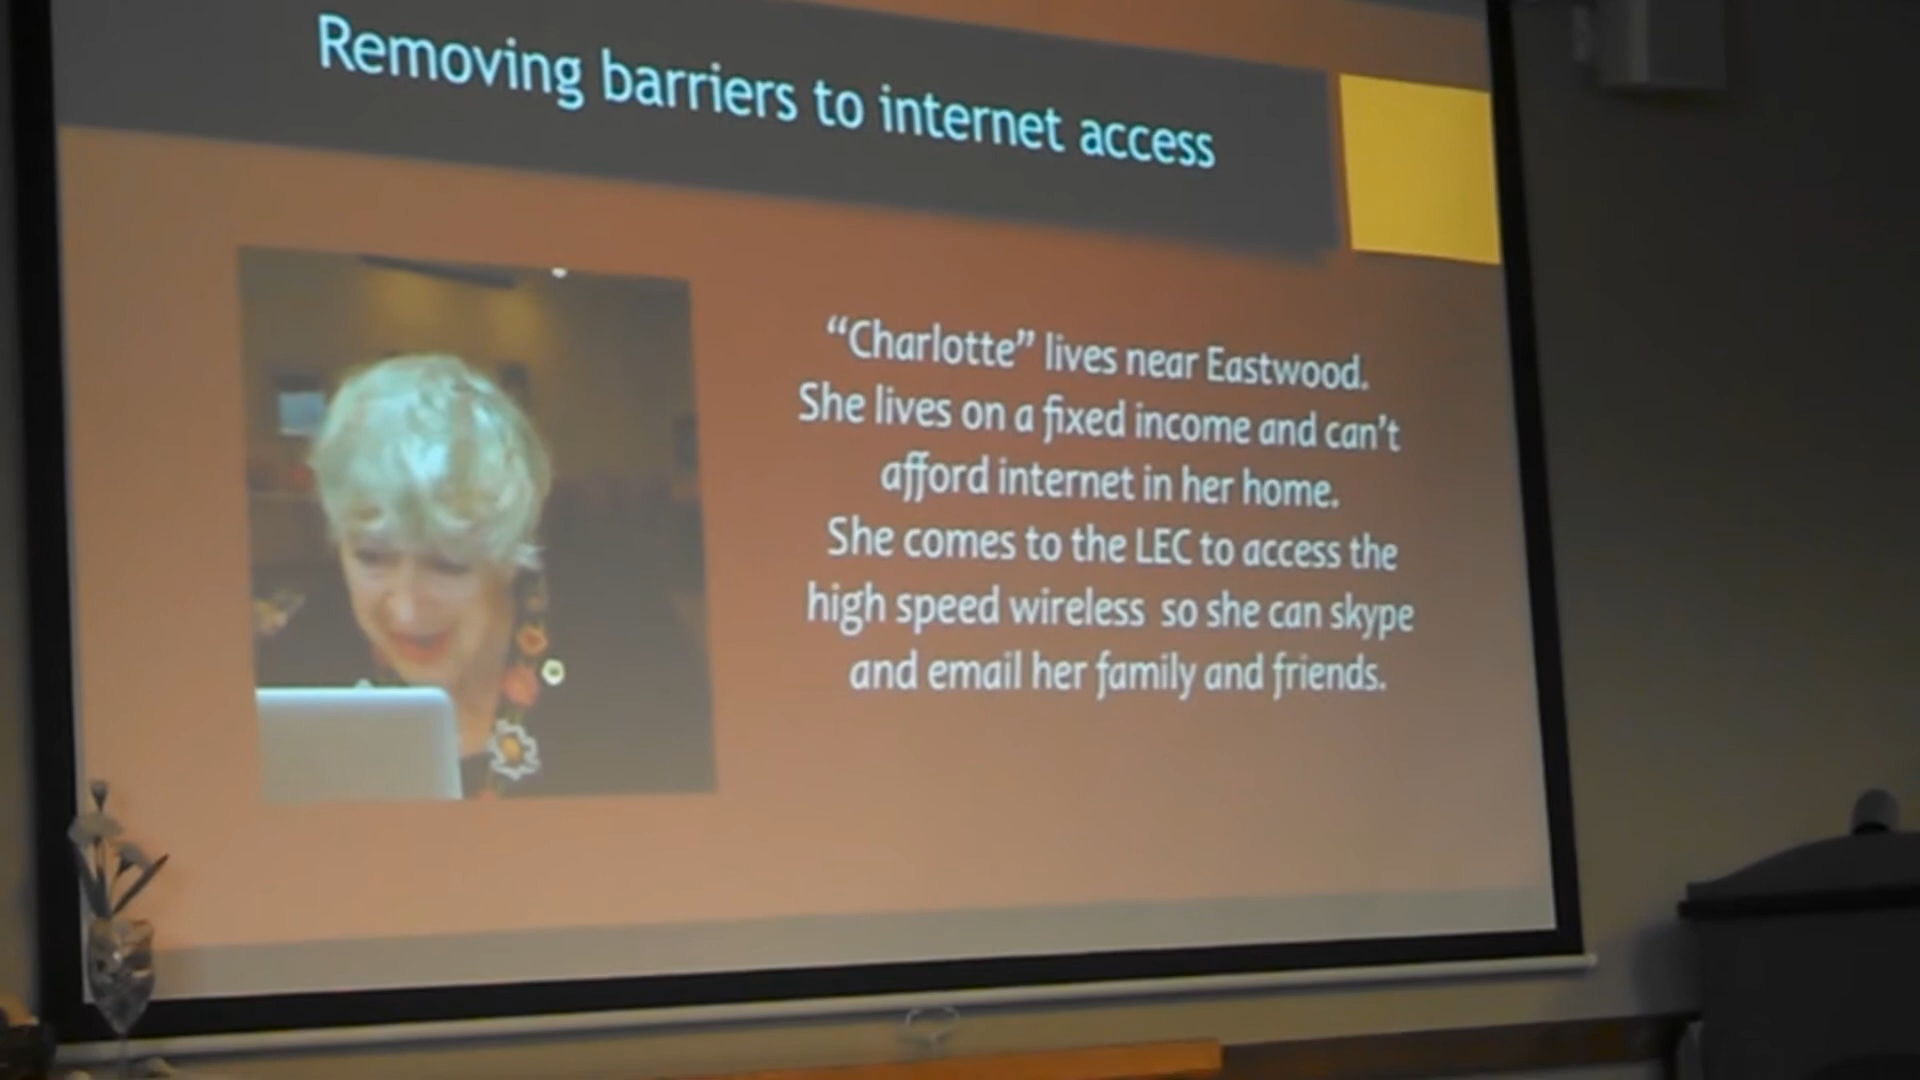 Removing barriers to internet access
“Charlotte” lives near Eastwood.
She lives on a fixed income and can’t
afford internet in her home.
She comes to the LEC to access the
high speed wireless so she can skype
and email her family and friends.